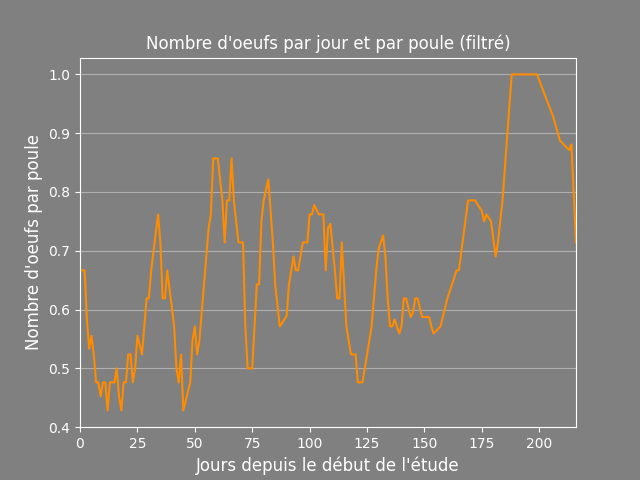 Nombre d'oeufs par jour et par poule (filtré)
Nombre d'oeufs par poule
1.0
0.9
0.8
0.7
0.6
0.5
0.4
0 25 50 75 100 125 150 175 200
Jours depuis le début de l'étude